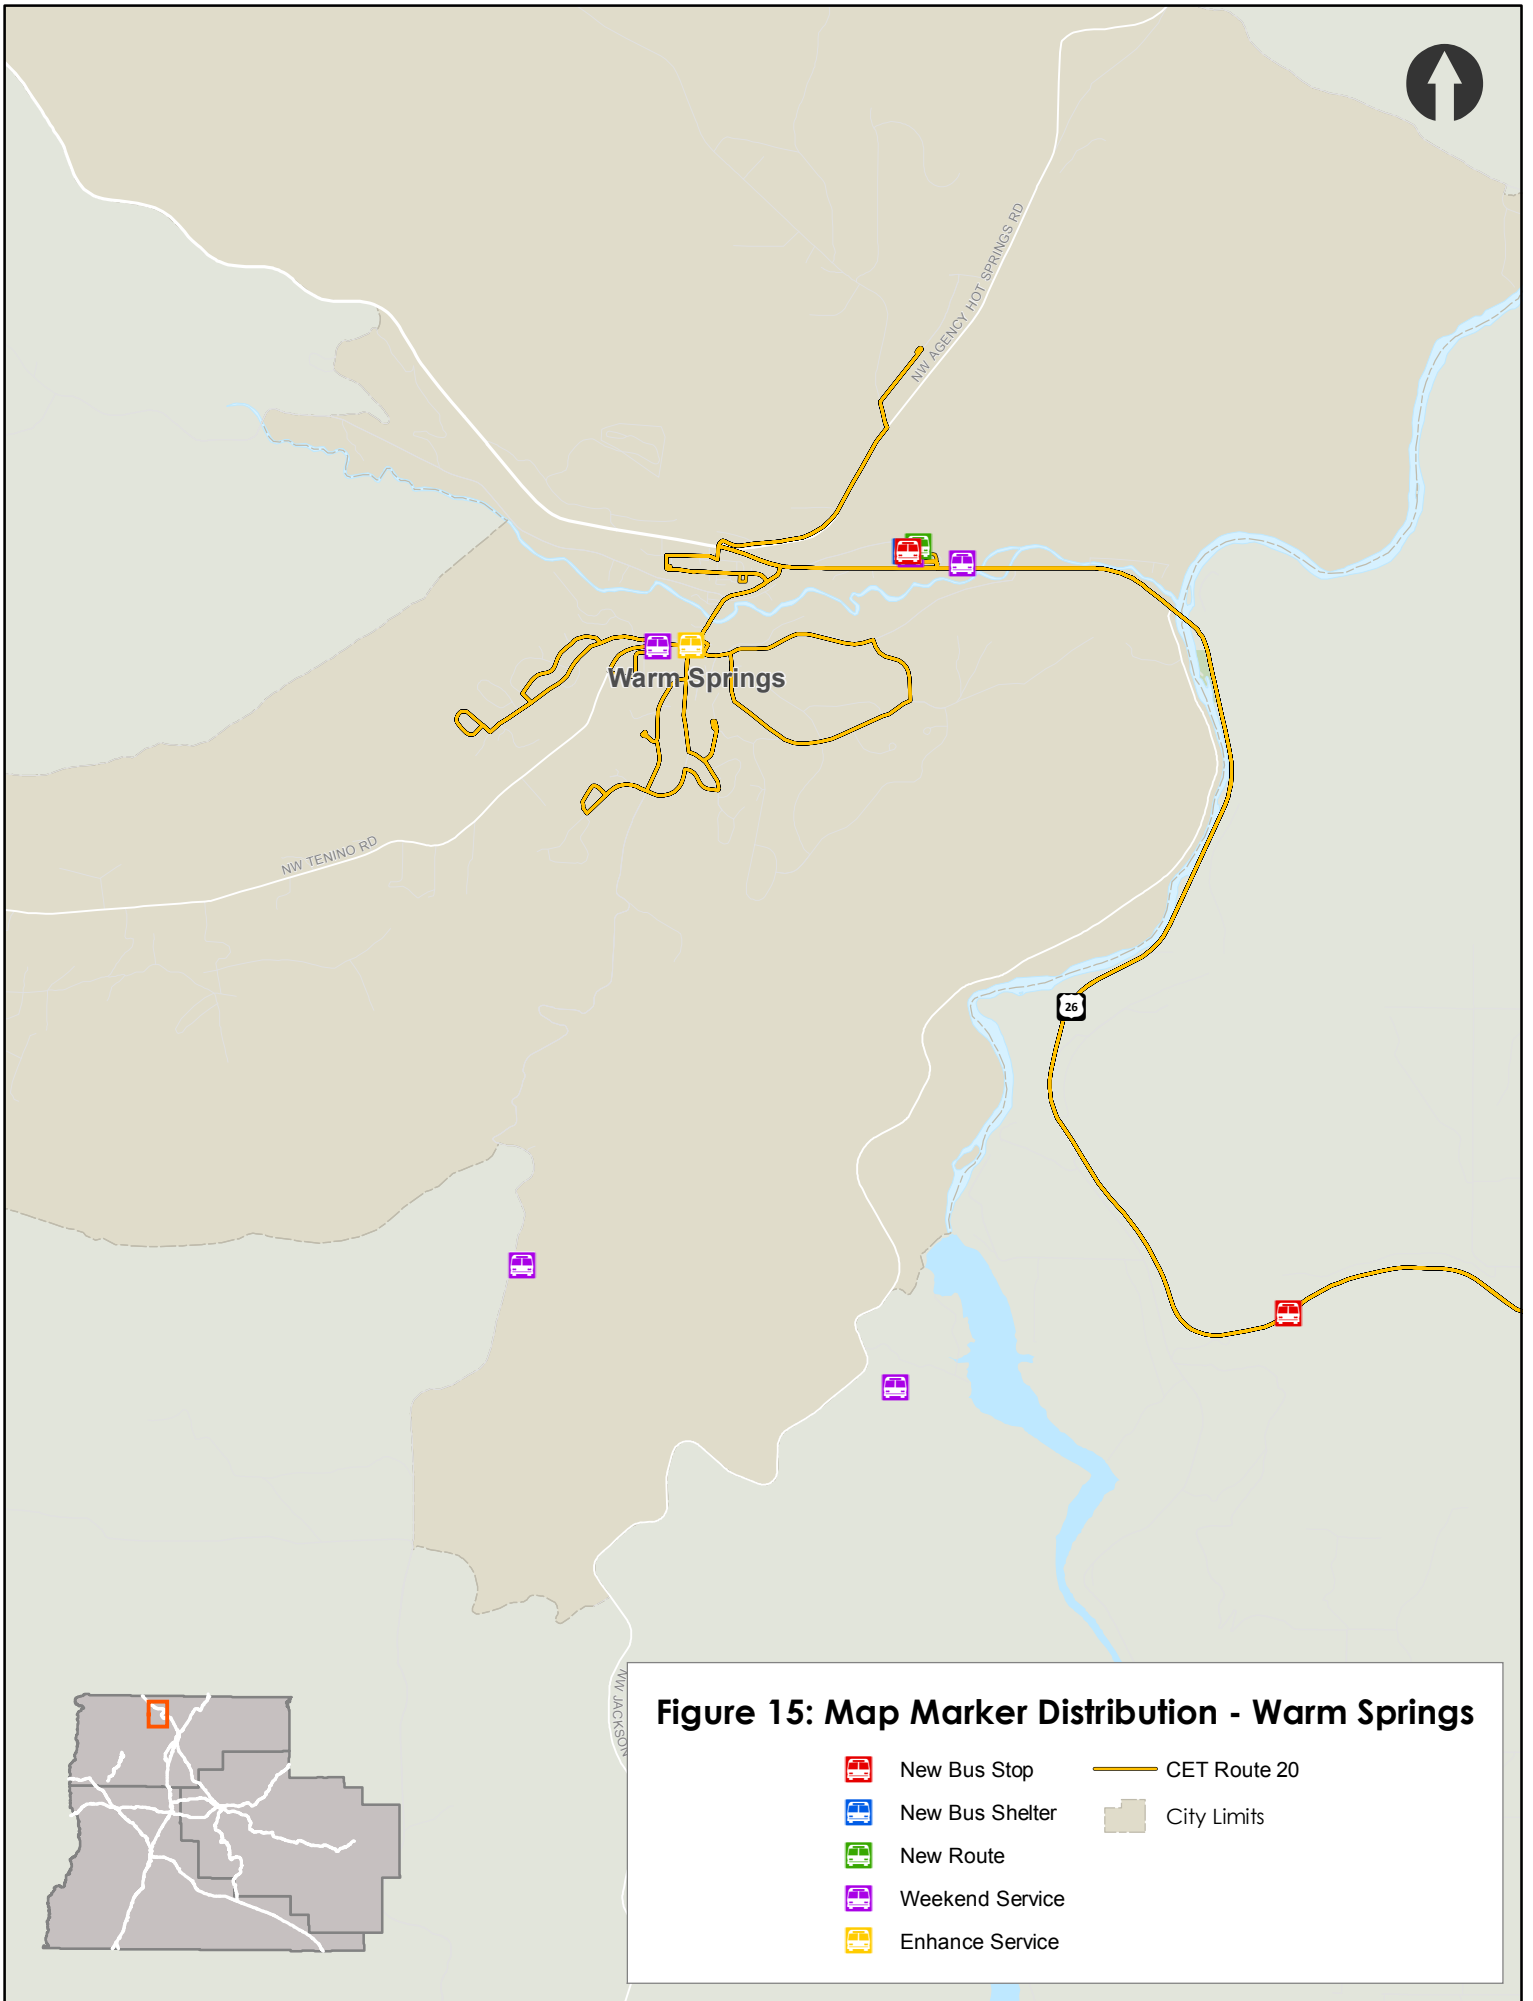 NW AGENCY HOT SPRINGS RD
Warm Springs
NW TENINO RD
26
NW JACKSON
Figure 15: Map Marker Distribution - Warm Springs
New Bus Stop
CET Route 20
New Bus Shelter
City Limits
New Route
Weekend Service
Enhance Service